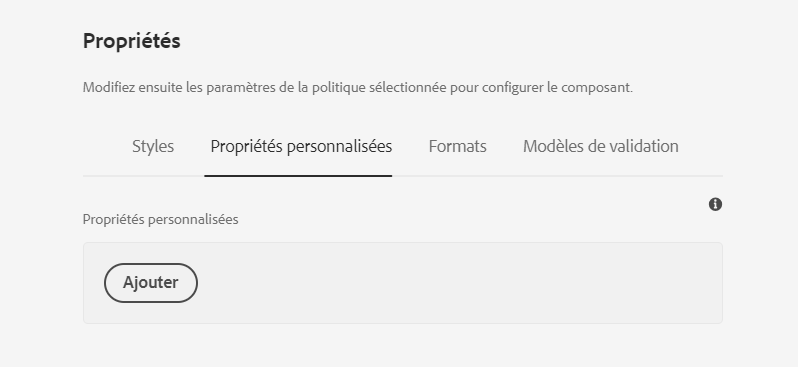 Propriétés
Modifiez ensuite les paramètres de la politique sélectionnée pour configurer le composant.
Styles Propriétés personnalisées Formats Modèles de validation
Propriétés personnalisées
Ajouter